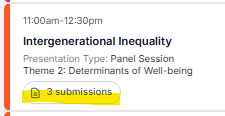 11:00am-12:30pm
Intergenerational Inequality
Presentation Type: Panel Session
Theme 2: Determinants of Well-being
3 submissions